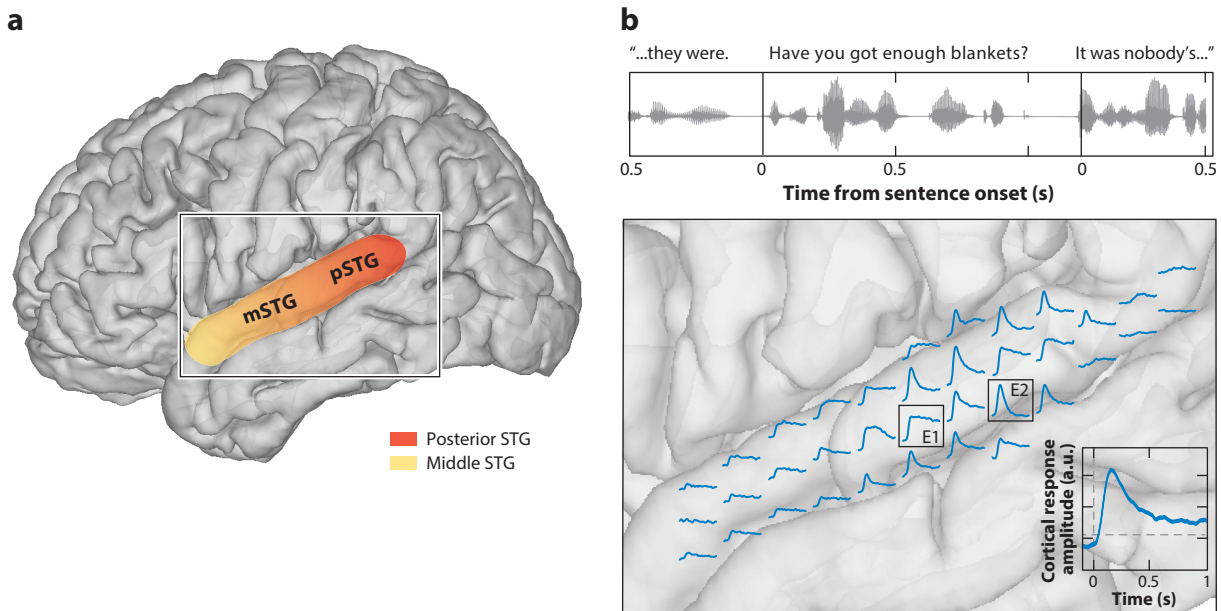 a
mSTG
pSTG
Posterior STG
Middle STG
b
“...they were. Have you got enough blankets? It was nobody’s...”
0.5 0 0.5 0 0.5
Time from sentence onset (s)
E2
E1
Cortical response
amplitude (a.u.)
0 0.5 1
Time (s)